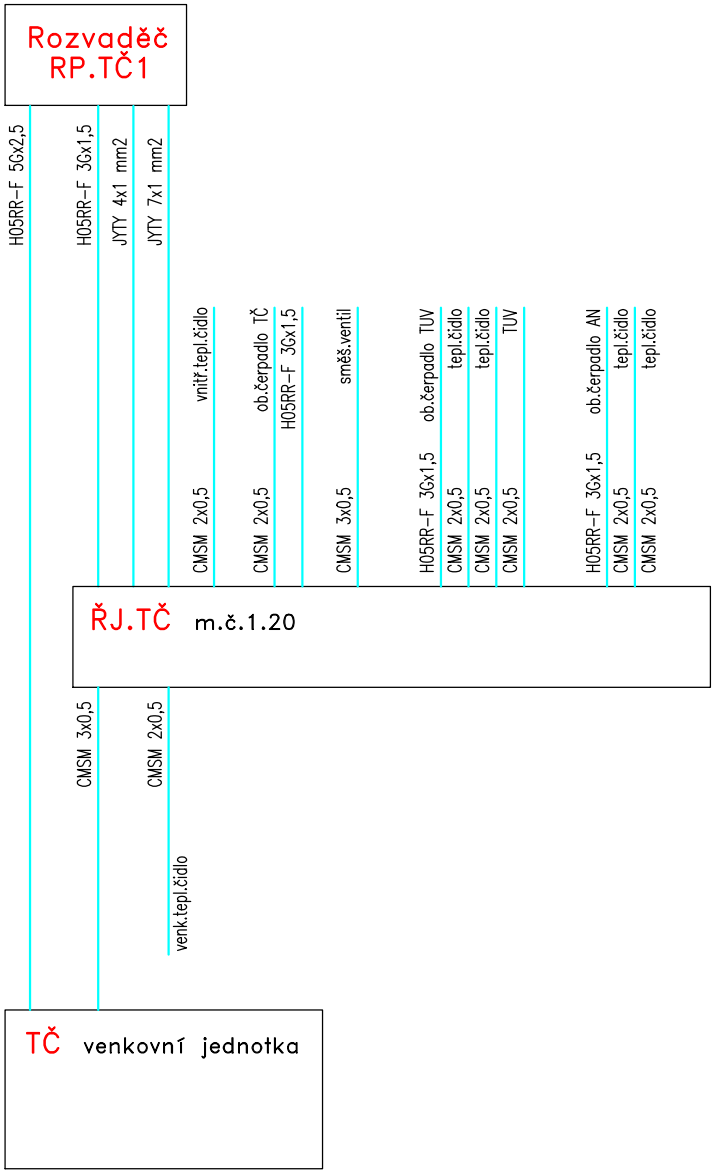 Rozvaděč
RP.TČ1
H05RR-F 5Gx2,5
H05RR-F 3Gx1,5
JYTY 4x1 mm2
JYTY 7x1 mm2
vnitř.tepl.čidlo
CMSM 2x0,5
ob.čerpadlo TČ
CMSM 2x0,5
H05RR-F 3Gx1,5
směš.ventil
CMSM 3x0,5
ob.čerpadlo TUV
H05RR-F 3Gx1,5
tepl.čidlo
CMSM 2x0,5
tepl.čidlo
CMSM 2x0,5
TUV
CMSM 2x0,5
ob.čerpadlo AN
H05RR-F 3Gx1,5
tepl.čidlo
CMSM 2x0,5
tepl.čidlo
CMSM 2x0,5
ŘJ.TČ m.č.1.20
CMSM 3x0,5
CMSM 2x0,5
venk.tepl.čidlo
TČ venkovní jednotka